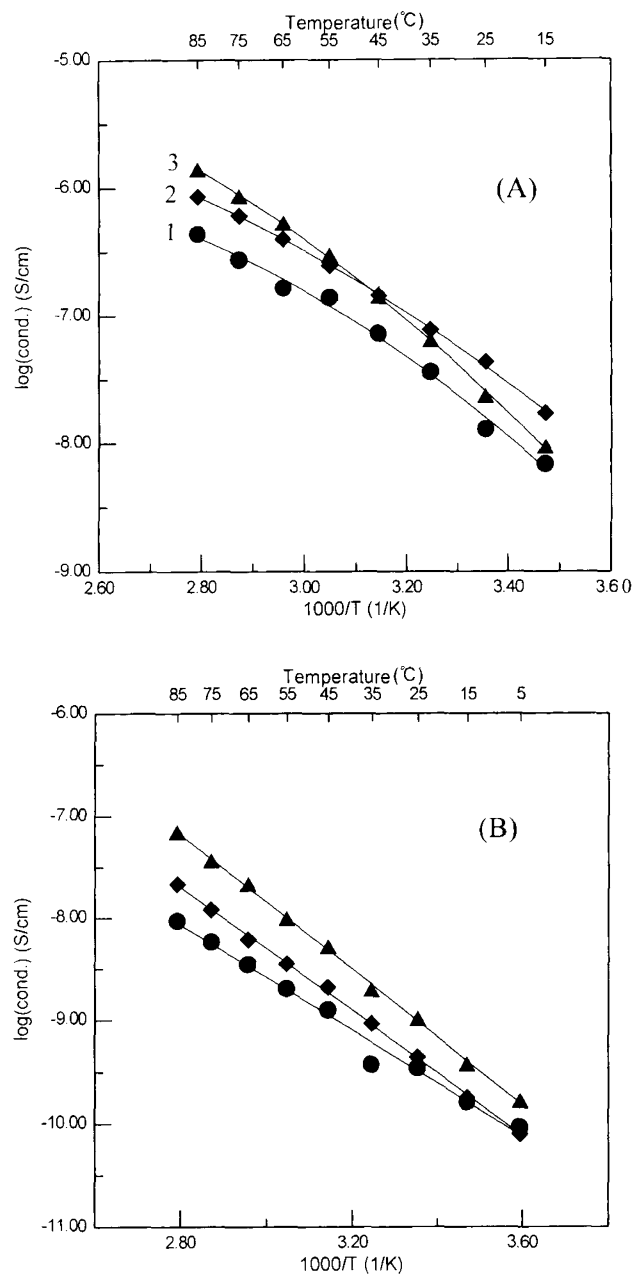 Temperature(℃)
85 75 65 55 45 35 25 15
-5.00
-6.00
-7.00
-8.00
-9.00
log(cond.) (S/cm)
3
2
1
(A)
2.60 2.80 3.00 3.20 3.40 3.60
1000/T (1/K)
Temperature(℃)
85 75 65 55 45 35 25 15 5
-6.00
-7.00
-8.00
-9.00
-10.00
-11.00
log(cond.) (S/cm)
(B)
2.80 3.20 3.60
1000/T (1/K)